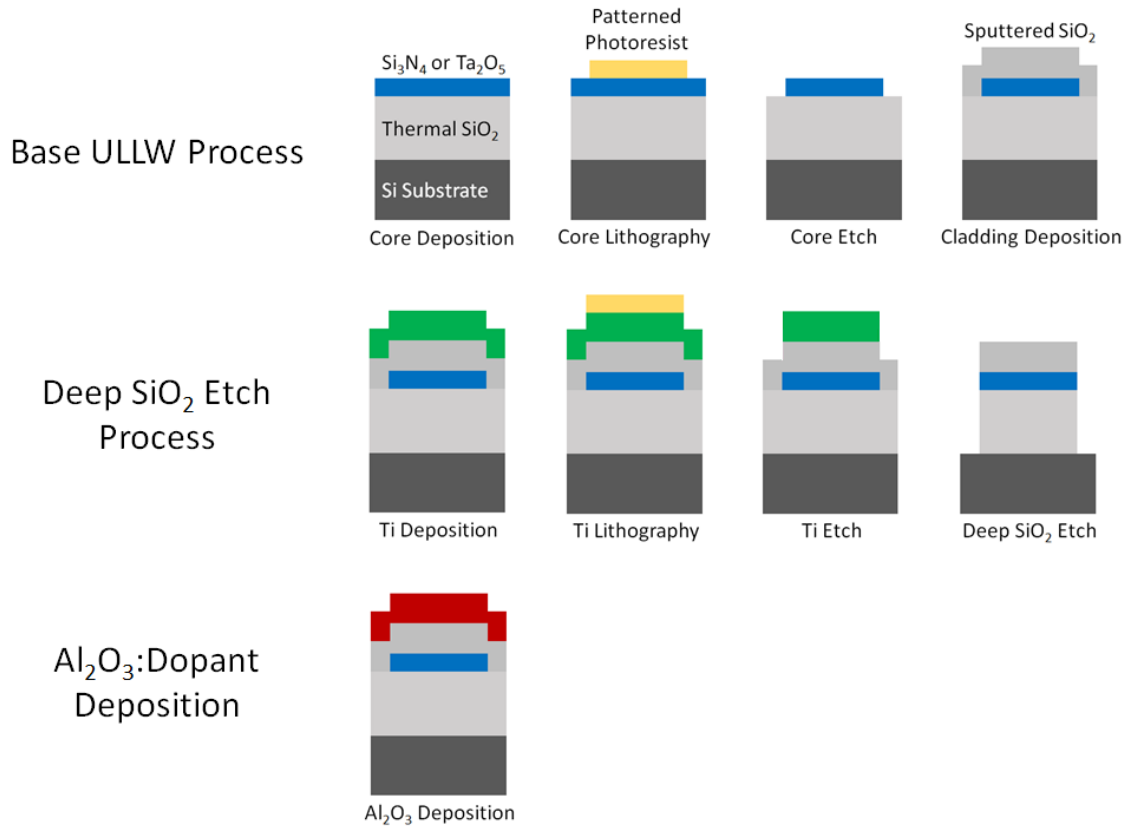 Patterned
Photoresist
Sputtered SiO₂
Si₃N₄ or Ta₂O₅
Base ULLW Process
Thermal SiO₂
Si Substrate
Core Deposition
Core Lithography
Core Etch
Cladding Deposition
Deep SiO₂ Etch
Process
Ti Deposition
Ti Lithography
Ti Etch
Deep SiO₂ Etch
Al₂O₃:Dopant
Deposition
Al₂O₃ Deposition